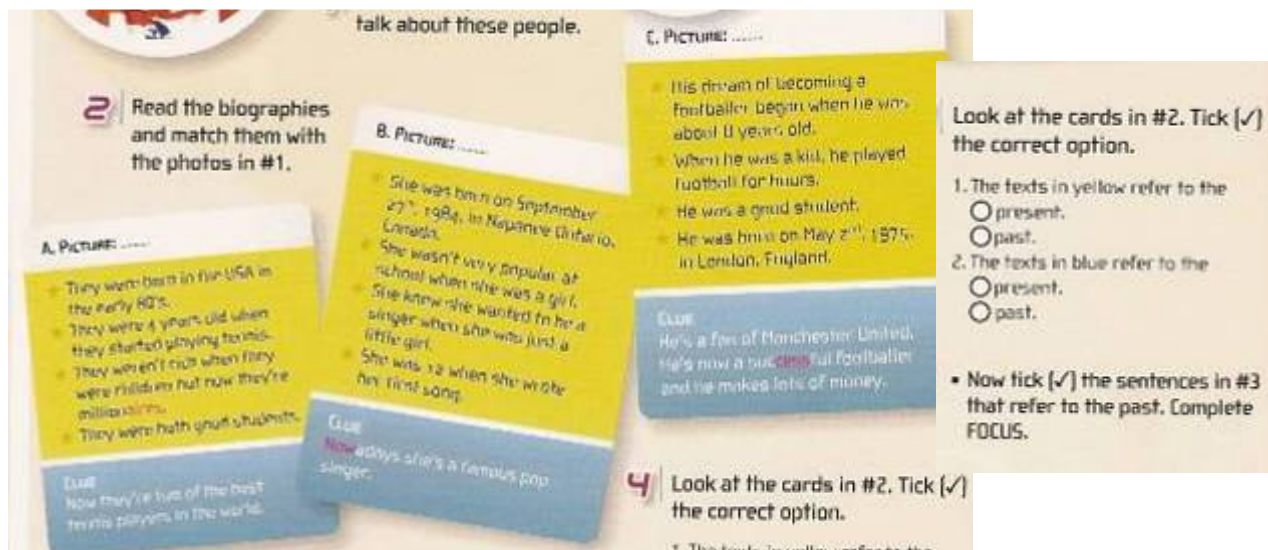 talk about these people.
2 Read the biographies
and match them with
the photos in #1.
A. PICTURE: ......
They were born in the USA in
the early 80's.
They were 4 years old when
they started playing tennis.
They weren't rich when they
were children but now they're
millionaires.
They were both good students.
CLUE
Now they're two of the best
tennis players in the world.
B. PICTURE: ......
She was born on September
27th, 1984, in Napanee Ontario,
Canada.
She wasn't very popular at
school when she was a girl.
She knew she wanted to be a
singer when she was just a
little girl.
She was 12 when she wrote
her first song.
CLUE
Nowadays she's a famous pop
singer.
C. PICTURE: ......
His dream of becoming a
footballer began when he was
about 8 years old.
When he was a kid, he played
football for hours.
He was a good student.
He was born on May 2nd, 1975,
in London, England.
CLUE
He's a fan of Manchester United.
He's now a successful footballer
and he makes lots of money.
4 Look at the cards in #2. Tick (✓)
the correct option.
1. The texts in yellow refer to the
Look at the cards in #2. Tick (✓)
the correct option.
1. The texts in yellow refer to the
present.
past.
2. The texts in blue refer to the
present.
past.
• Now tick (✓) the sentences in #3
that refer to the past. Complete
FOCUS.